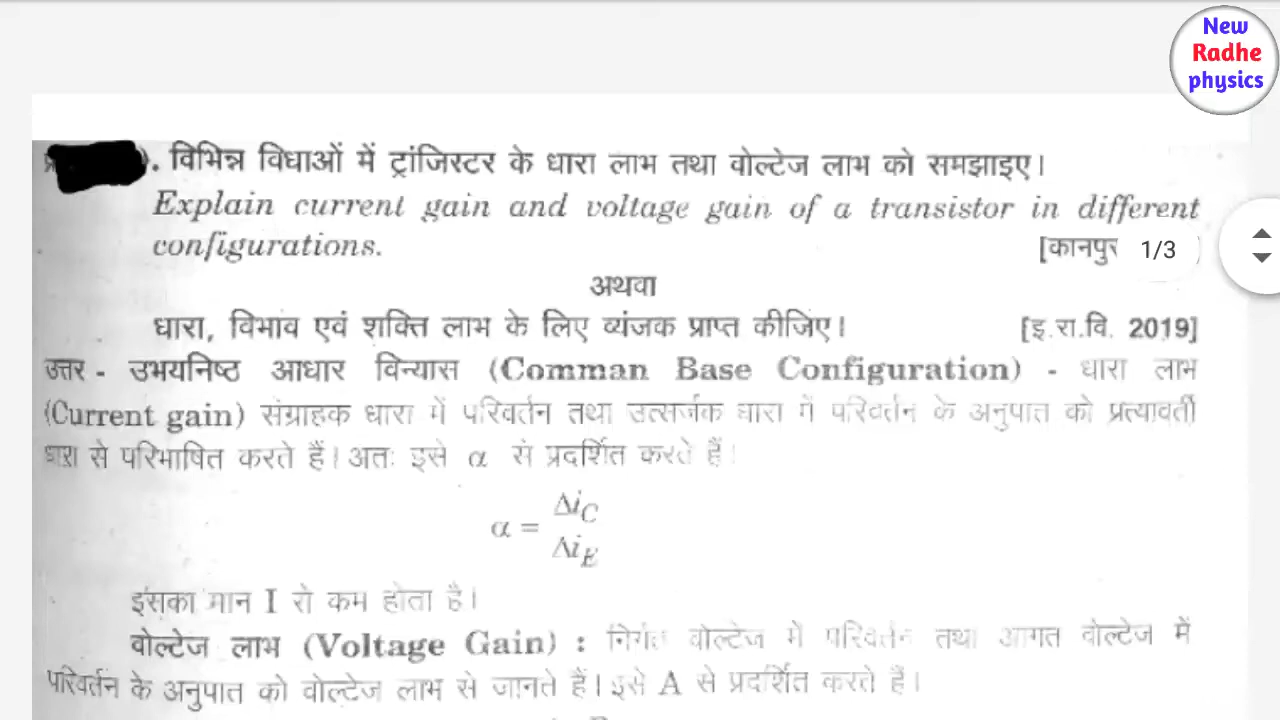 New
Radhe
physics
. विभिन्न विधाओं में ट्रांजिस्टर के धारा लाभ तथा वोल्टेज लाभ को समझाइए।
Explain current gain and voltage gain of a transistor in different
configurations.
[कानपुर 1/3
अथवा
धारा, विभाव एवं शक्ति लाभ के लिए व्यंजक प्राप्त कीजिए। [इ.रा.वि. 2019]
उत्तर - उभयनिष्ठ आधार विन्यास (Comman Base Configuration) - धारा लाभ
(Current gain) संग्राहक धारा में परिवर्तन तथा उत्सर्जक धारा में परिवर्तन के अनुपात को प्रत्यावर्ती
धारा से परिभाषित करते हैं। अतः इसे α से प्रदर्शित करते हैं।
α = Δi_C / Δi_E
इसका मान I रो कम होता है।
वोल्टेज लाभ (Voltage Gain) : निर्गत वोल्टेज में परिवर्तन तथा आगत वोल्टेज में
परिवर्तन के अनुपात को वोल्टेज लाभ से जानते हैं। इसे A से प्रदर्शित करते हैं।